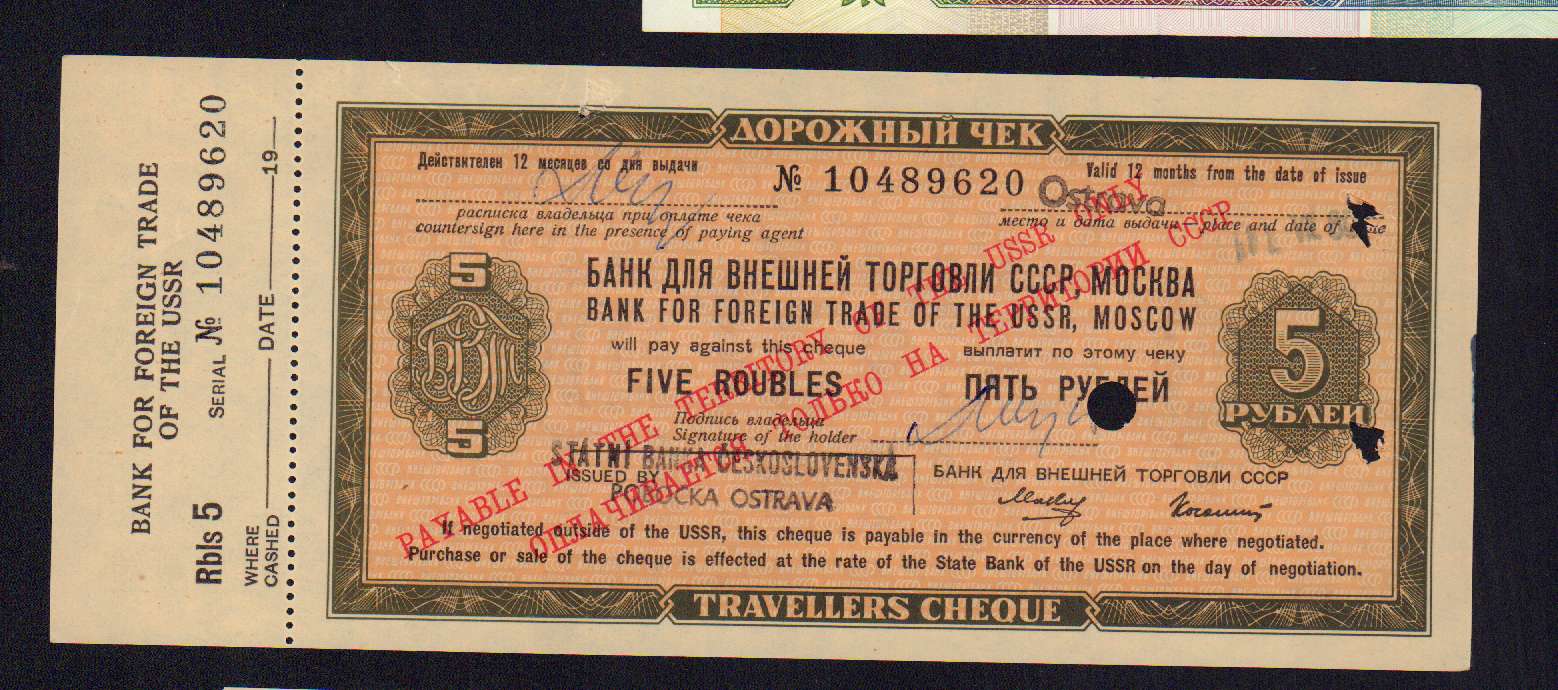 BANK FOR FOREIGN TRADE
OF THE USSR
SERIAL № 10489620
Rbls 5
WHERE
CASHED
DATE
19
ДОРОЖНЫЙ ЧЕК
Действителен 12 месяцев со дня выдачи
№ 10489620
Valid 12 months from the date of issue
Ostrava
расписка владельца при оплате чека
countersign here in the presence of paying agent
место и дата выдачи place and date of
БАНК ДЛЯ ВНЕШНЕЙ ТОРГОВЛИ СССР, МОСКВА
BANK FOR FOREIGN TRADE OF THE USSR, MOSCOW
will pay against this cheque
выплатит по этому чеку
FIVE ROUBLES
ПЯТЬ РУБЛЕЙ
Подпись владельца
Signature of the holder
5
БВТ
5
5
РУБЛЕЙ
PAYABLE IN THE TERRITORY OF THE USSR ONLY
ОПЛАЧИВАЕТСЯ ТОЛЬКО НА ТЕРРИТОРИИ СССР
STÁTNÍ BANKA ČESKOSLOVENSKÁ
ISSUED BY
POBOČKA OSTRAVA
БАНК ДЛЯ ВНЕШНЕЙ ТОРГОВЛИ СССР
If negotiated outside of the USSR, this cheque is payable in the currency of the place where negotiated.
Purchase or sale of the cheque is effected at the rate of the State Bank of the USSR on the day of negotiation.
TRAVELLERS CHEQUE